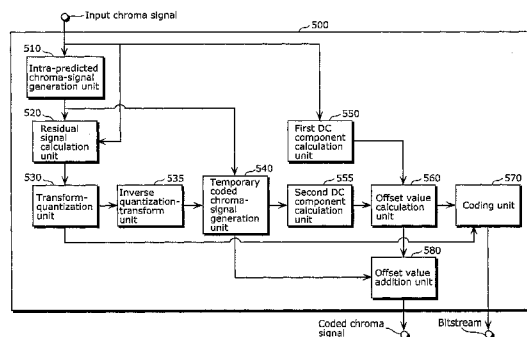 Input chroma signal
500
510
Intra-predicted
chroma-signal
generation unit
520
Residual
signal calculation
unit
550
First DC
component calculation
unit
530
Transform-
quantization
unit
535
Inverse
quantization-
transform unit
540
Temporary
coded
chroma-signal
generation unit
555
Second DC
component
calculation unit
560
Offset value
calculation
unit
570
Coding unit
580
Offset value
addition unit
Coded chroma
signal
Bitstream